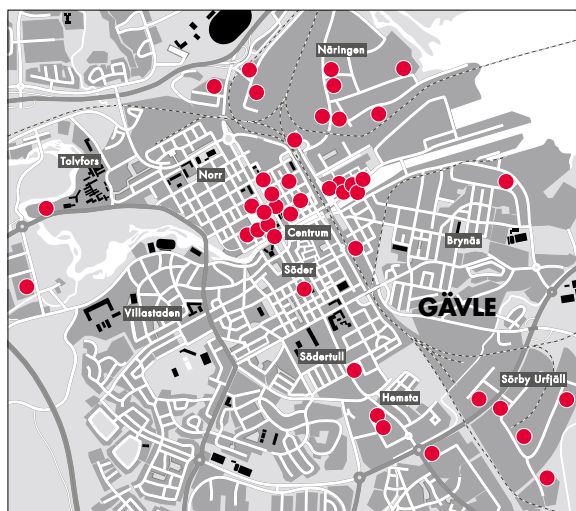 Näringen
Tolvfors
Norr
Centrum
Brynäs
Söder
Villastaden
GÄVLE
Södertull
Sörby Urfjäll
Hemsta